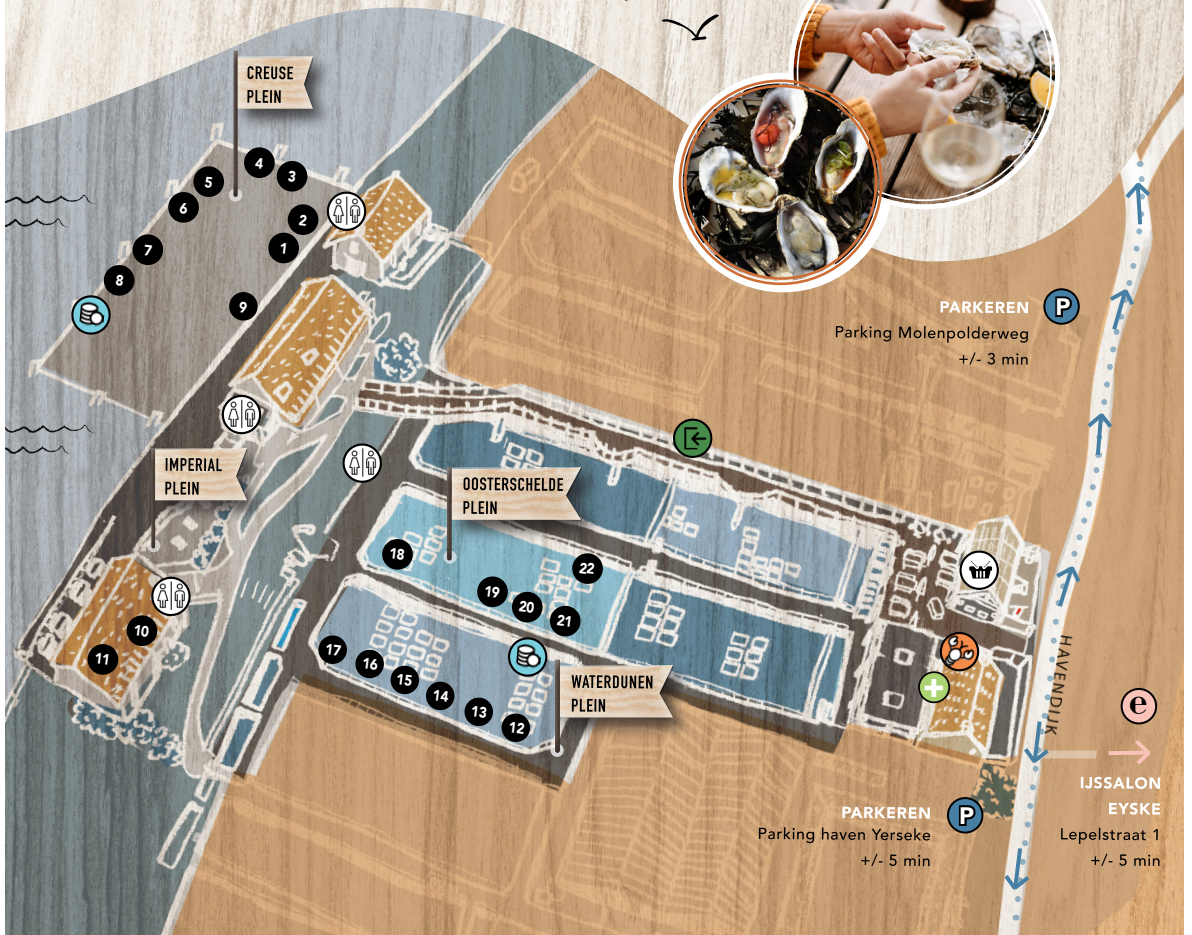 CREUSE
PLEIN
4
3
5
6
2
1
7
8
9
PARKEREN
P
Parking Molenpolderweg
+/- 3 min
IMPERIAL
PLEIN
OOSTERSCHELDE
PLEIN
18
22
19
20
21
10
11
17
16
15
14
13
12
WATERDUNEN
PLEIN
HAVENDIJK
e
IJSSALON
EYSKE
Lepelstraat 1
+/- 5 min
PARKEREN
P
Parking haven Yerseke
+/- 5 min